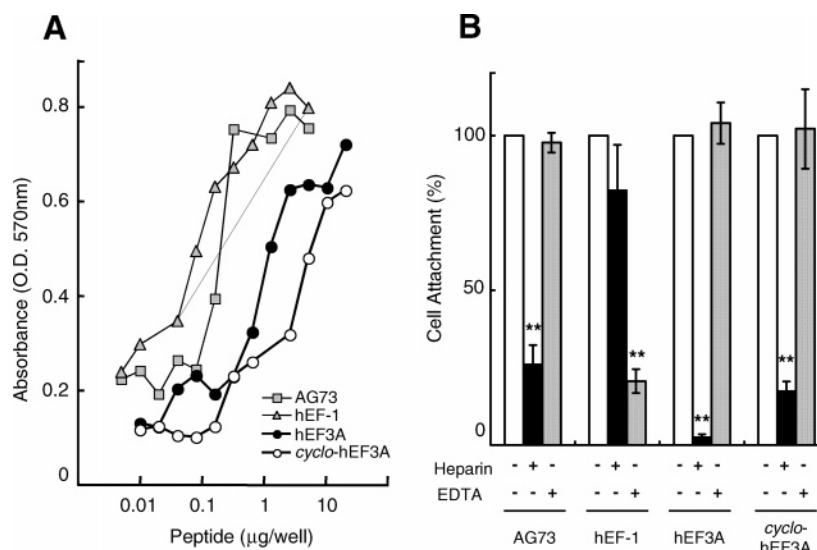 A
Absorbance (O.D. 570nm)
0.8
0.6
0.4
0.2
0
0.01 0.1 1 10
Peptide (μg/well)
AG73
hEF-1
hEF3A
cyclo-hEF3A
B
Cell Attachment (%)
100
50
0
** ** ** **
Heparin - + - - + - - + - - + -
EDTA - - + - - + - - + - - +
AG73 hEF-1 hEF3A cyclo-
hEF3A